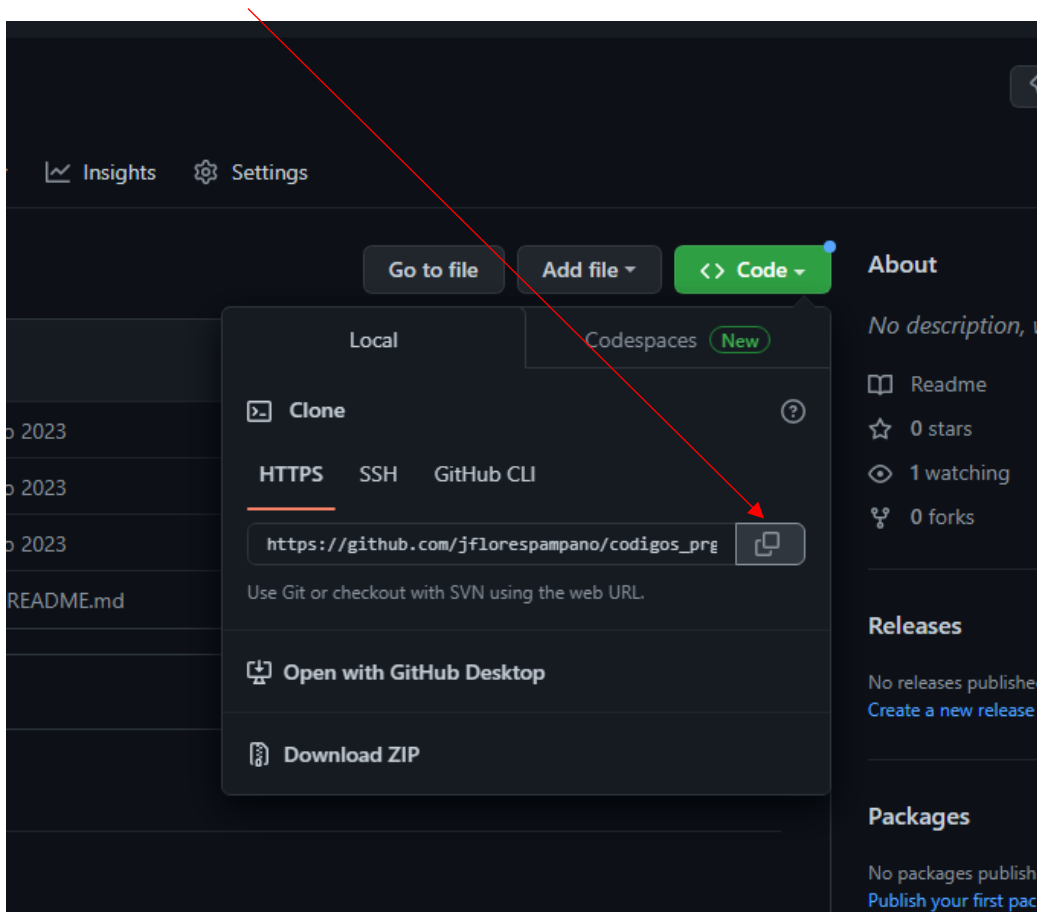 Insights Settings
Go to file Add file <> Code
About
Local Codespaces New
No description,
Clone
Readme
0 stars
2023
HTTPS SSH GitHub CLI
1 watching
2023
0 forks
https://github.com/jflorespampano/codigos_prg
2023
Use Git or checkout with SVN using the web URL.
README.md
Releases
Open with GitHub Desktop
No releases publishe
Create a new release
Download ZIP
Packages
No packages publish
Publish your first pac